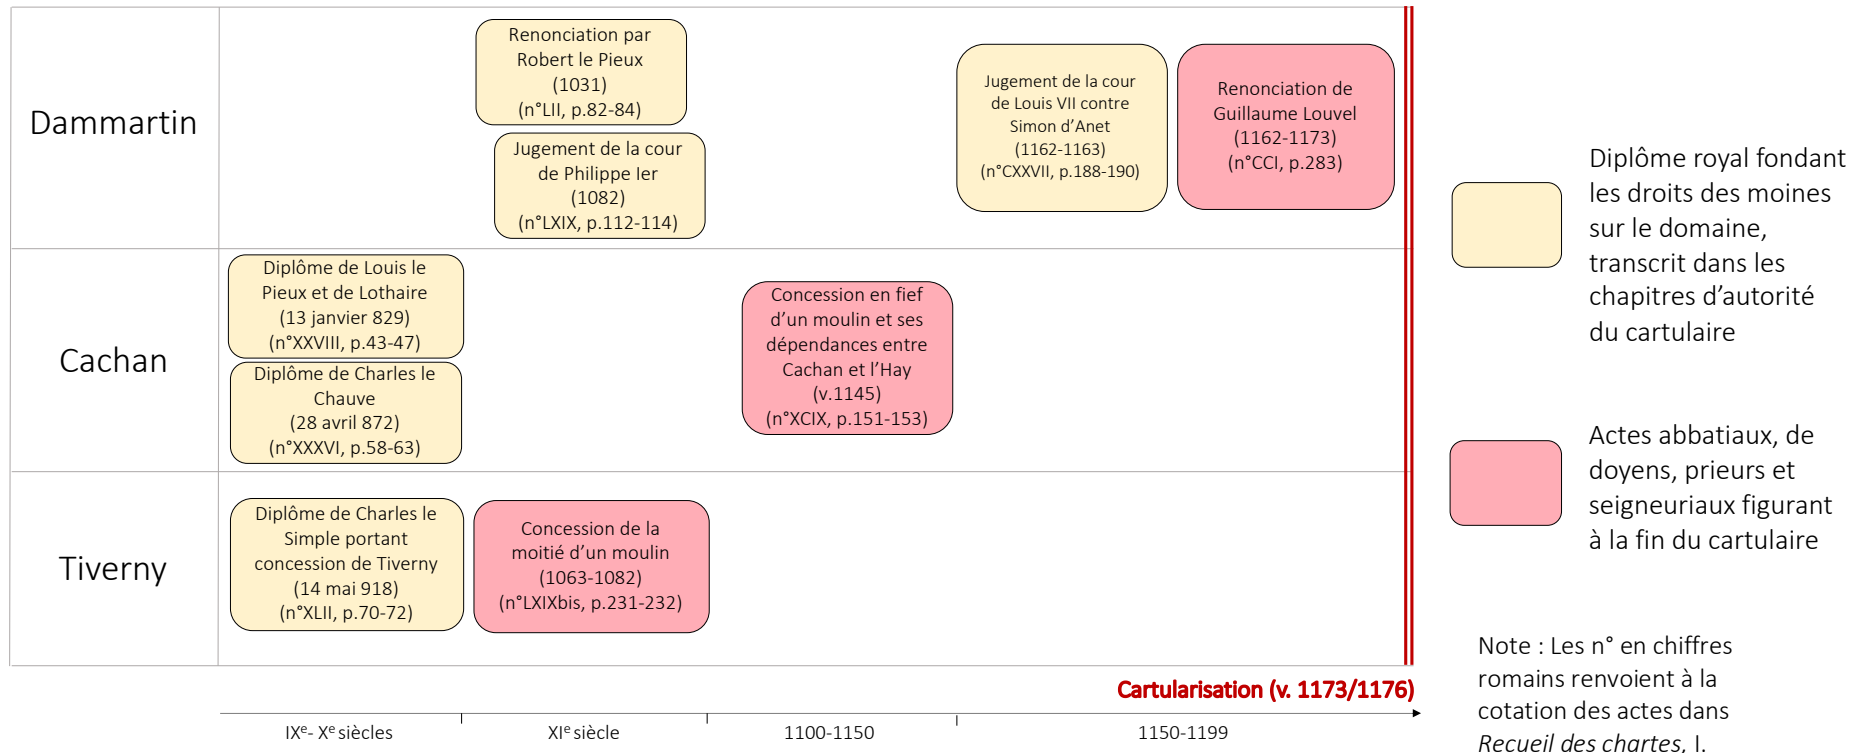 Dammartin
Renonciation par
Robert le Pieux
(1031)
(n°LII, p.82-84)
Jugement de la cour
de Philippe Ier
(1082)
(n°LXIX, p.112-114)
Jugement de la cour
de Louis VII contre
Simon d’Anet
(1162-1163)
(n°CXXVII, p.188-190)
Renonciation de
Guillaume Louvel
(1162-1173)
(n°CCI, p.283)
Cachan
Diplôme de Louis le
Pieux et de Lothaire
(13 janvier 829)
(n°XXVIII, p.43-47)
Diplôme de Charles le
Chauve
(28 avril 872)
(n°XXXVI, p.58-63)
Concession en fief
d’un moulin et ses
dépendances entre
Cachan et l’Hay
(v.1145)
(n°XCIX, p.151-153)
Tiverny
Diplôme de Charles le
Simple portant
concession de Tiverny
(14 mai 918)
(n°XLII, p.70-72)
Concession de la
moitié d’un moulin
(1063-1082)
(n°LXIXbis, p.231-232)
Cartularisation (v. 1173/1176)
IXe- Xe siècles
XIe siècle
1100-1150
1150-1199
Diplôme royal fondant
les droits des moines
sur le domaine,
transcrit dans les
chapitres d’autorité
du cartulaire
Actes abbatiaux, de
doyens, prieurs et
seigneuriaux figurant
à la fin du cartulaire
Note : Les n° en chiffres
romains renvoient à la
cotation des actes dans
Recueil des chartes, I.